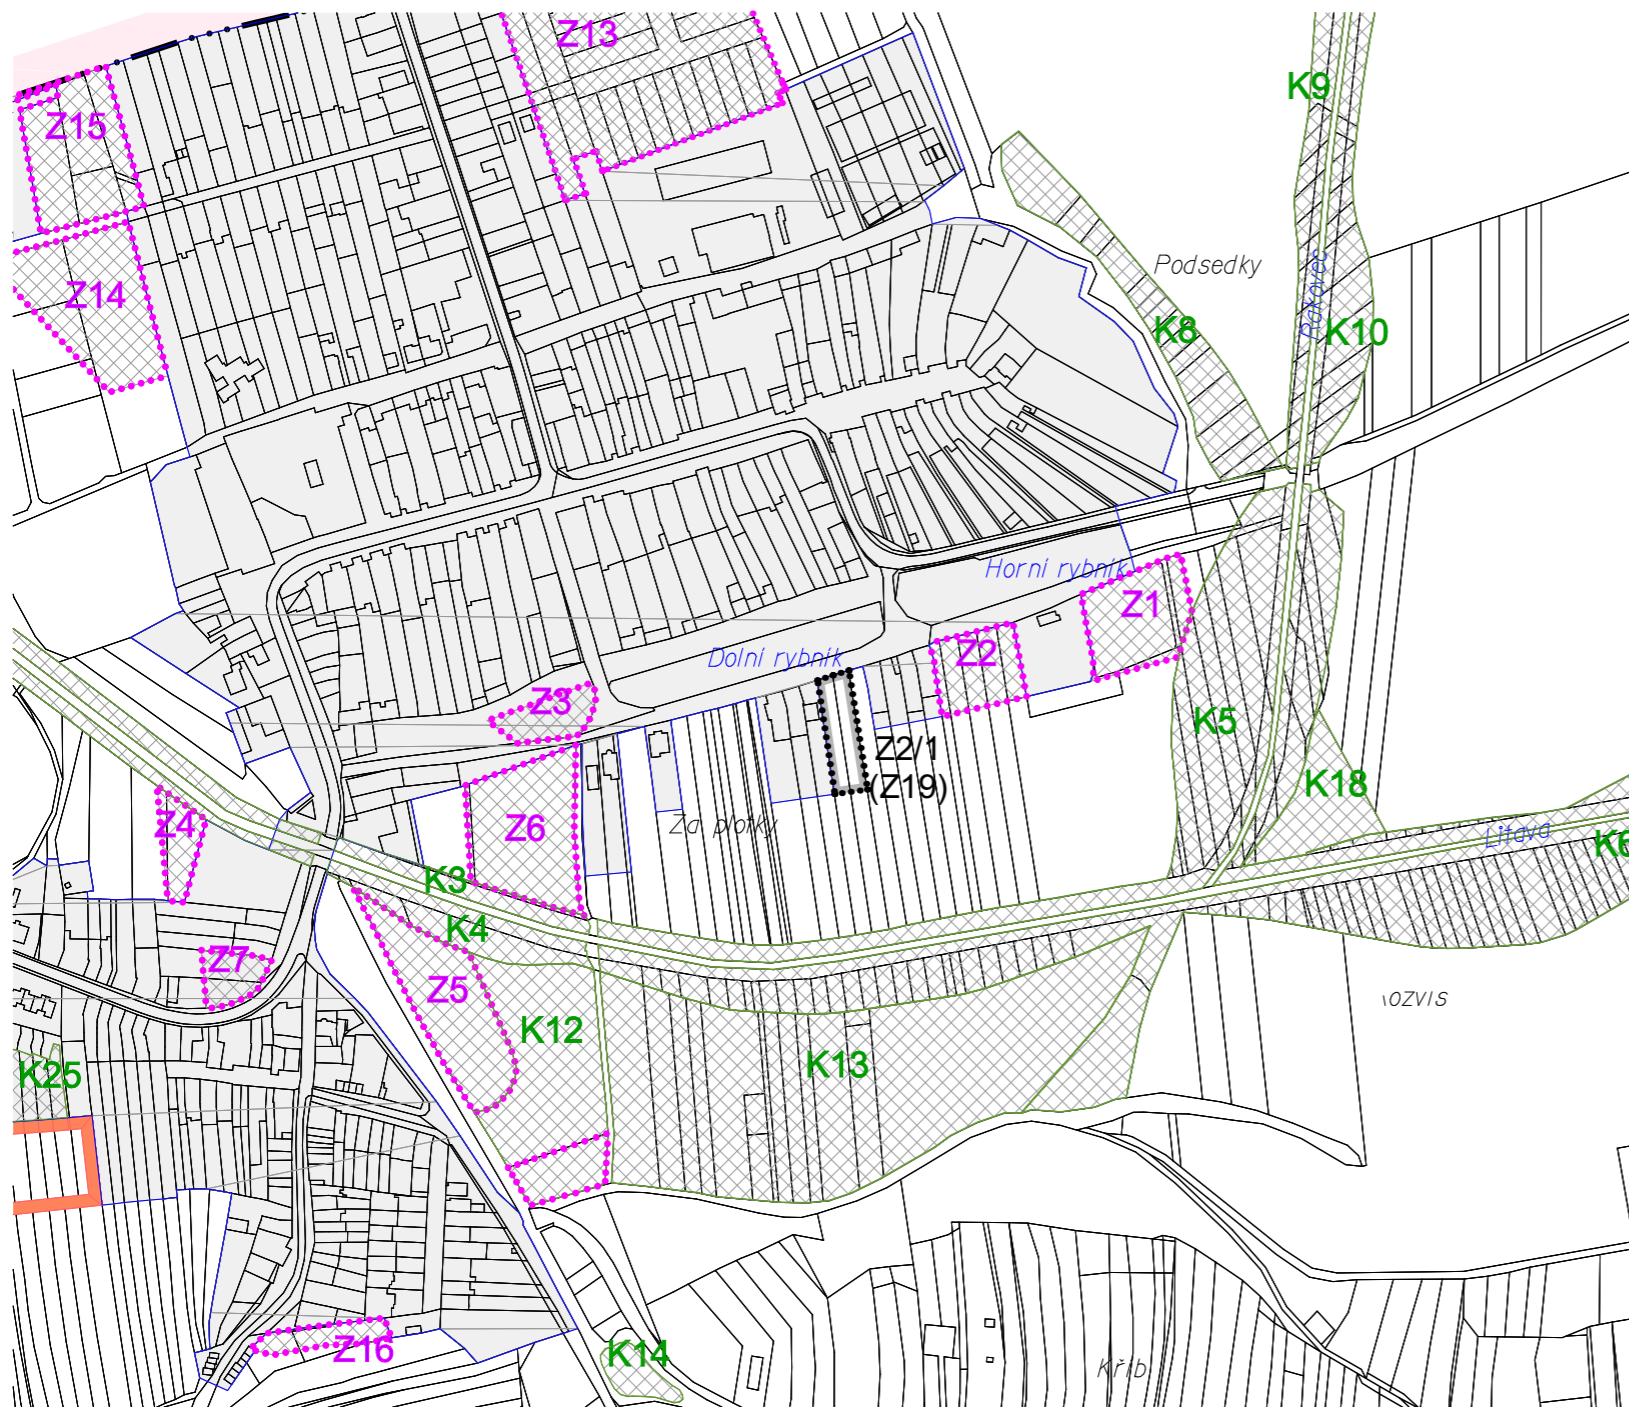 Z13
K9
Z15
Podsedky
Rakovec
Z14
K8
K10
Horní rybník
Z1
Z2
Dolní rybník
Z3
K5
Z2/1
(Z19)
K18
Z4
Z6
Za plotky
Litava
K6
K3
K4
Z7
Z5
K12
K13
K25
Z16
K14
Kříb